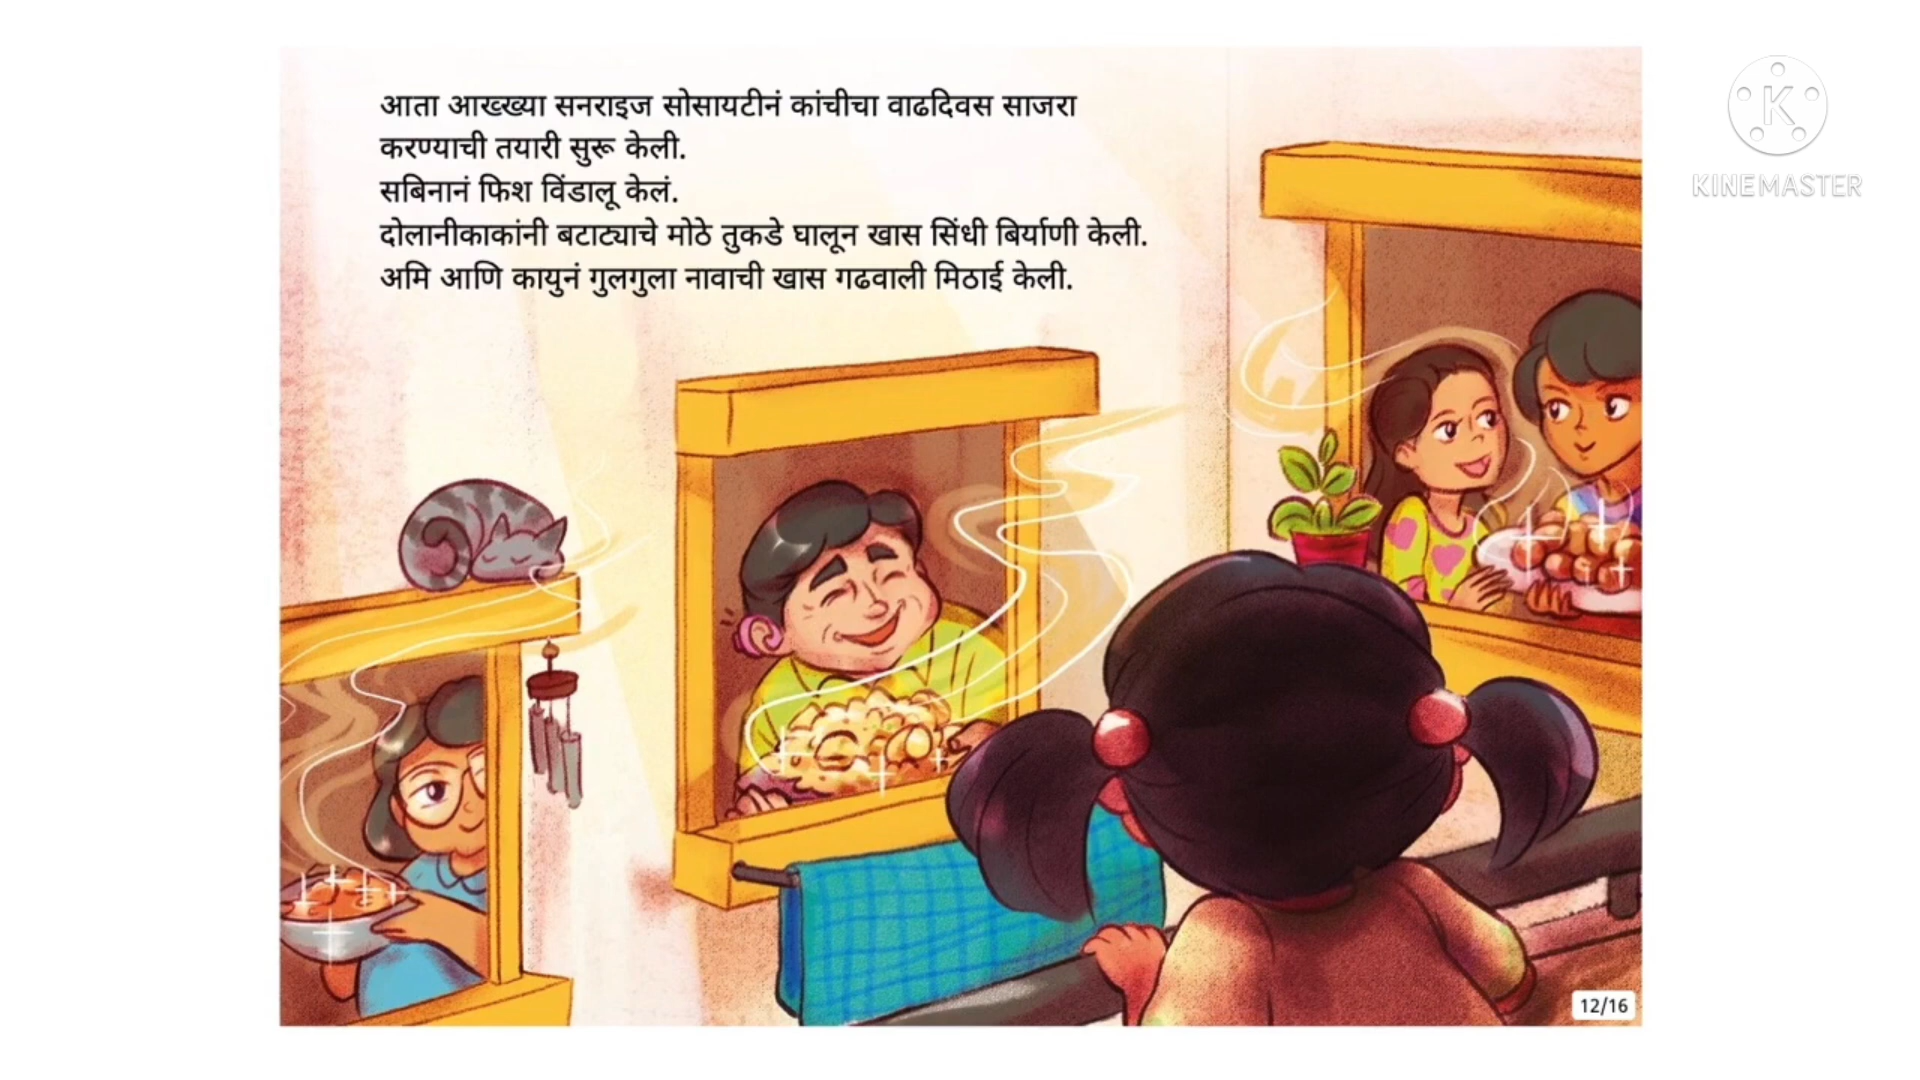 आता आख्ख्या सनराइज सोसायटीनं कांचीचा वाढदिवस साजरा
करण्याची तयारी सुरू केली.
सबिनानं फिश विंडालू केलं.
दोलानीकाकांनी बटाट्याचे मोठे तुकडे घालून खास सिंधी बिर्याणी केली.
अमि आणि कायुनं गुलगुला नावाची खास गढवाली मिठाई केली.
K
KINEMASTER
12/16